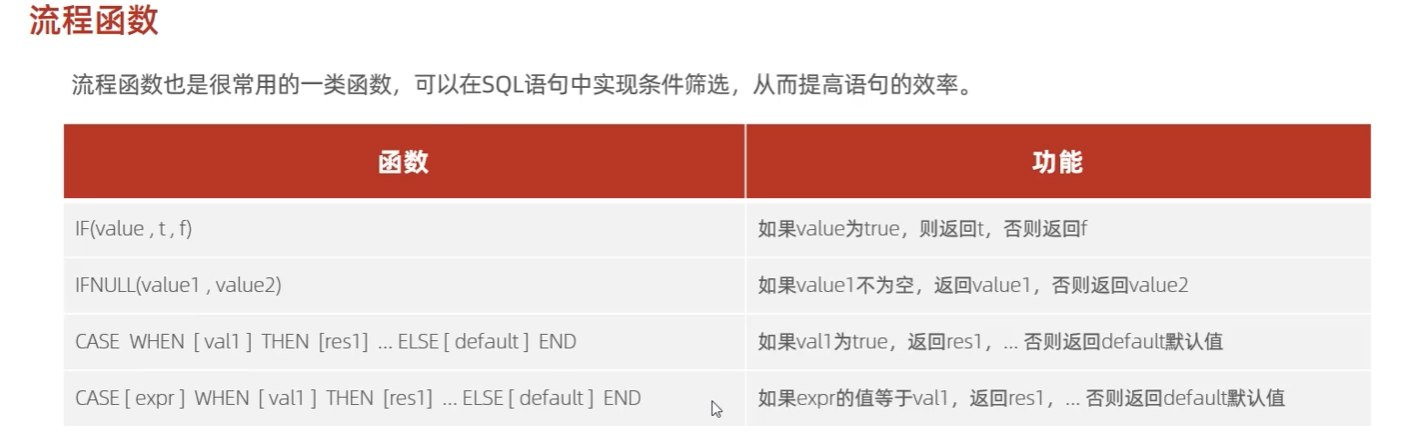 流程函数
流程函数也是很常用的一类函数，可以在SQL语句中实现条件筛选，从而提高语句的效率。
函数 功能
IF(value , t , f) 如果value为true，则返回t，否则返回f
IFNULL(value1 , value2) 如果value1不为空，返回value1，否则返回value2
CASE WHEN [ val1 ] THEN [res1] ... ELSE [ default ] END 如果val1为true，返回res1，... 否则返回default默认值
CASE [ expr ] WHEN [ val1 ] THEN [res1] ... ELSE [ default ] END 如果expr的值等于val1，返回res1，... 否则返回default默认值